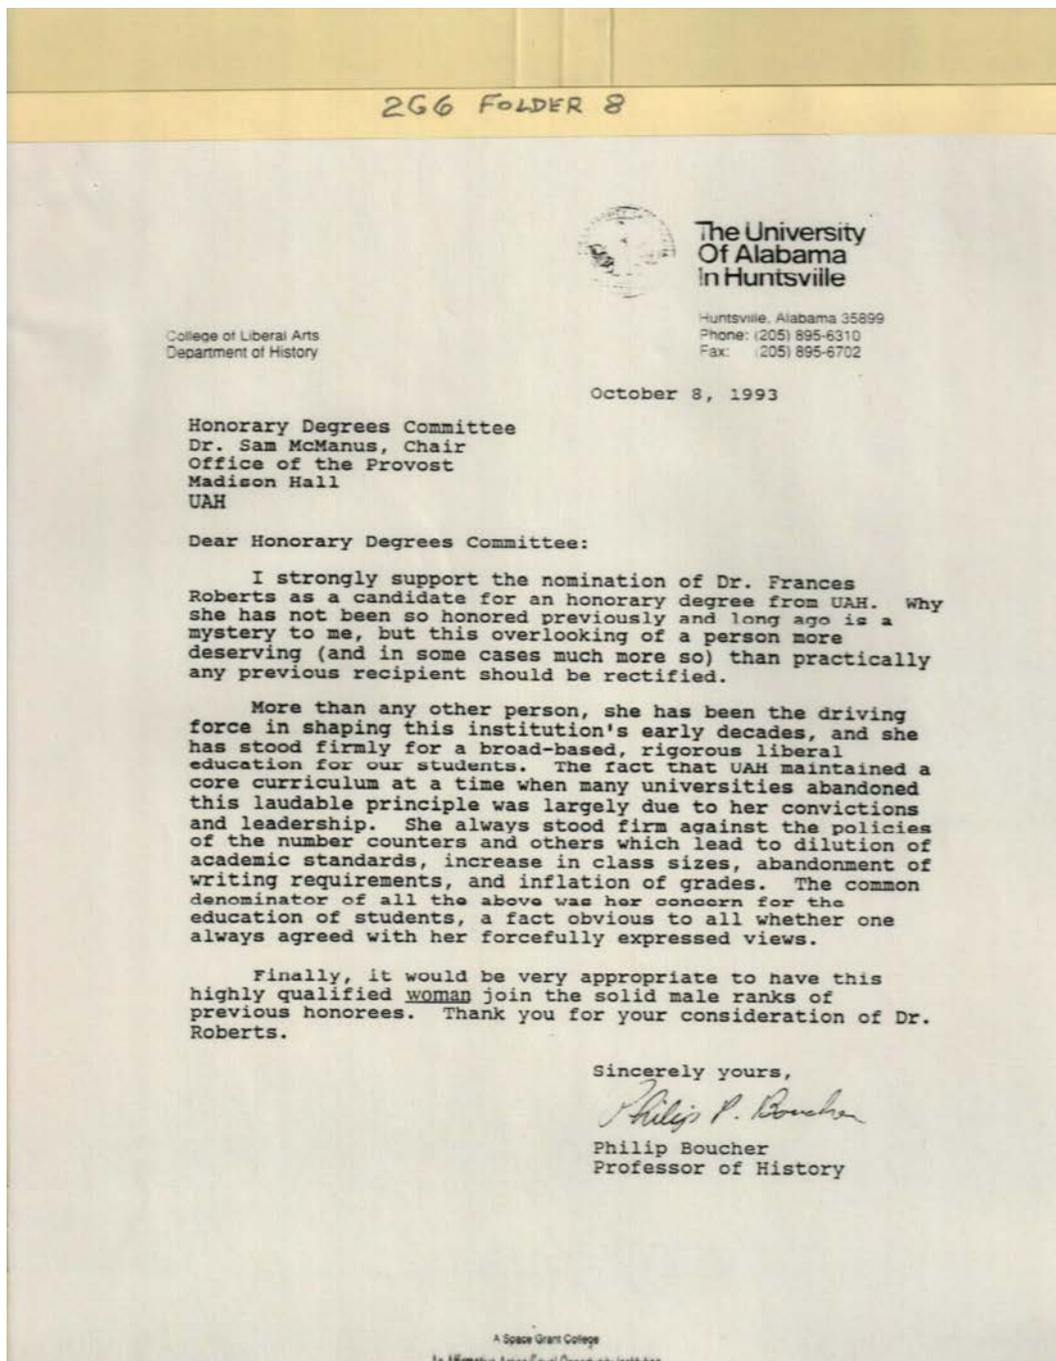 2G6 FOLDER 8
The University
Of Alabama
In Huntsville
Huntsville, Alabama 35899
Phone: (205) 895-6310
Fax: (205) 895-6702
College of Liberal Arts
Department of History
October 8, 1993
Honorary Degrees Committee
Dr. Sam McManus, Chair
Office of the Provost
Madison Hall
UAH
Dear Honorary Degrees Committee:
I strongly support the nomination of Dr. Frances
Roberts as a candidate for an honorary degree from UAH. Why
she has not been so honored previously and long ago is a
mystery to me, but this overlooking of a person more
deserving (and in some cases much more so) than practically
any previous recipient should be rectified.
More than any other person, she has been the driving
force in shaping this institution's early decades, and she
has stood firmly for a broad-based, rigorous liberal
education for our students. The fact that UAH maintained a
core curriculum at a time when many universities abandoned
this laudable principle was largely due to her convictions
and leadership. She always stood firm against the policies
of the number counters and others which lead to dilution of
academic standards, increase in class sizes, abandonment of
writing requirements, and inflation of grades. The common
denominator of all the above was her concern for the
education of students, a fact obvious to all whether one
always agreed with her forcefully expressed views.
Finally, it would be very appropriate to have this
highly qualified woman join the solid male ranks of
previous honorees. Thank you for your consideration of Dr.
Roberts.
Sincerely yours,
Philip P. Boucher
Philip Boucher
Professor of History
A Space Grant College
An Affirmative Action/Equal Opportunity Institution